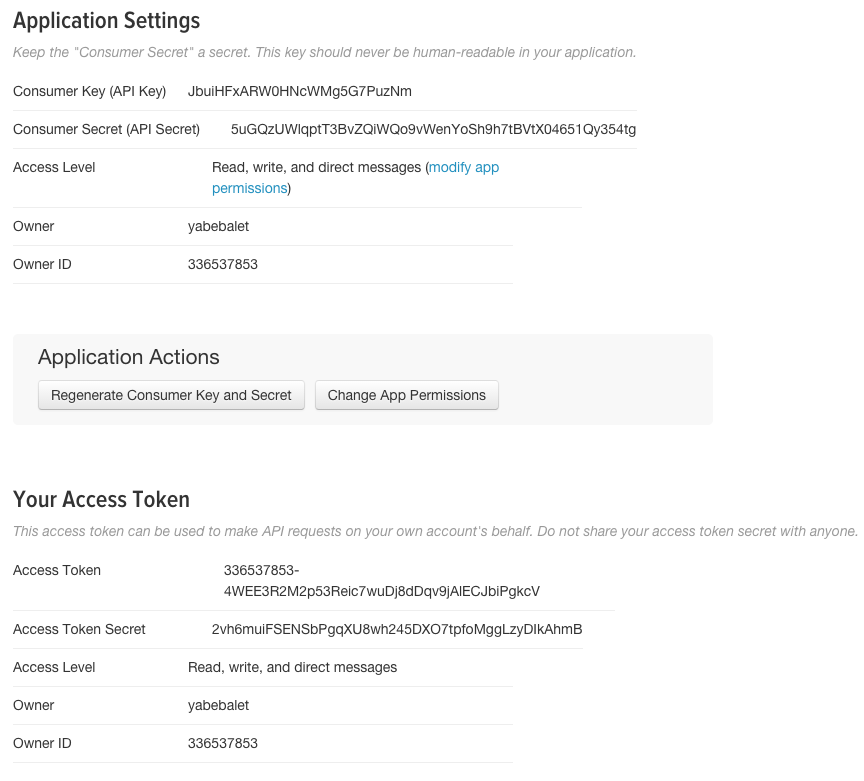 Application Settings
Keep the "Consumer Secret" a secret. This key should never be human-readable in your application.
Consumer Key (API Key) JbuiHFxARW0HNcWMg5G7PuzNm
Consumer Secret (API Secret) 5uGQzUWlqptT3BvZQiWQo9vWenYoSh9h7tBVtX04651Qy354tg
Access Level Read, write, and direct messages (modify app
permissions)
Owner yabebalet
Owner ID 336537853
Application Actions
Regenerate Consumer Key and Secret Change App Permissions
Your Access Token
This access token can be used to make API requests on your own account's behalf. Do not share your access token secret with anyone.
Access Token 336537853-
4WEE3R2M2p53Reic7wuDj8dDqv9jAlECJbiPgkcV
Access Token Secret 2vh6muiFSENSbPgqXU8wh245DXO7tpfoMggLzyDIkAhmB
Access Level Read, write, and direct messages
Owner yabebalet
Owner ID 336537853